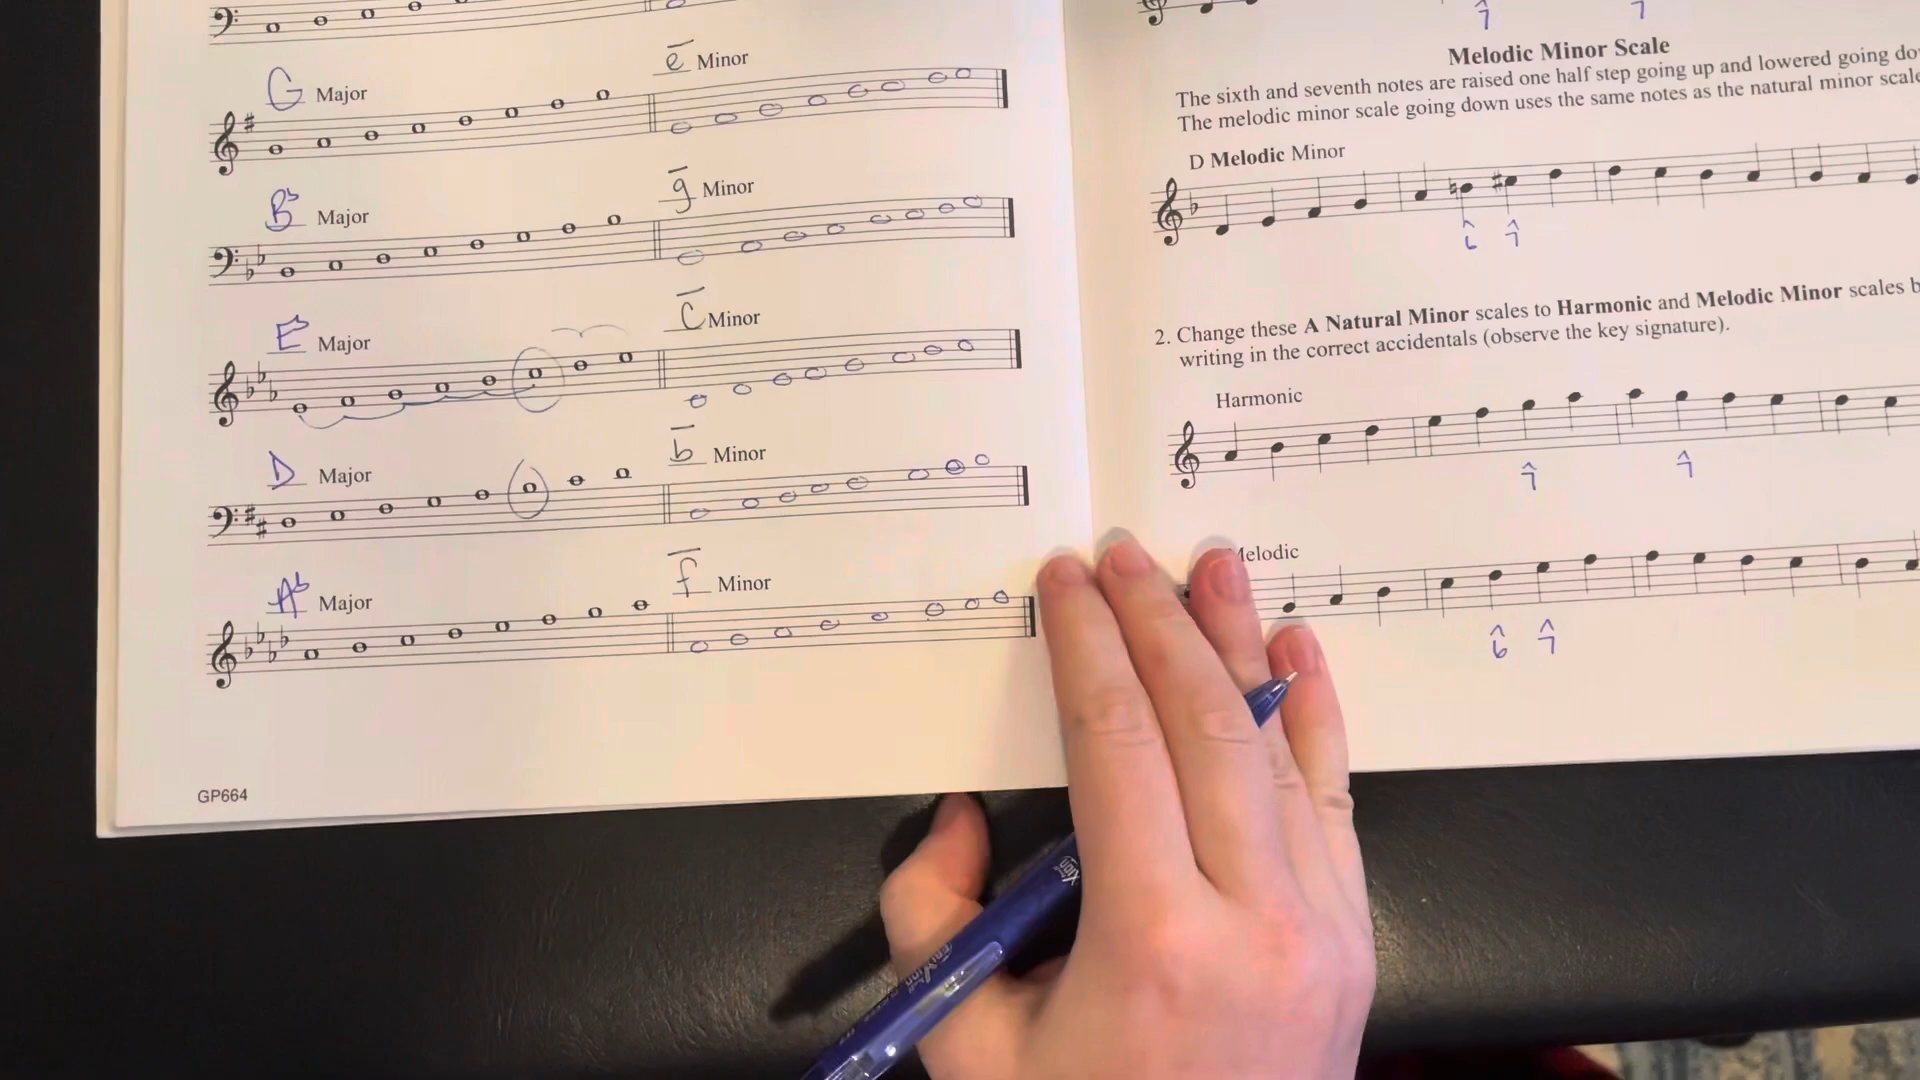 G Major
e Minor
B♭ Major
g Minor
E♭ Major
c Minor
D Major
b Minor
A♭ Major
f Minor
GP664
7 7
Melodic Minor Scale
The sixth and seventh notes are raised one half step going up and lowered going
The melodic minor scale going down uses the same notes as the natural minor
D Melodic Minor
6 7
2. Change these A Natural Minor scales to Harmonic and Melodic Minor scales
writing in the correct accidentals (observe the key signature).
Harmonic
7 7
Melodic
6 7